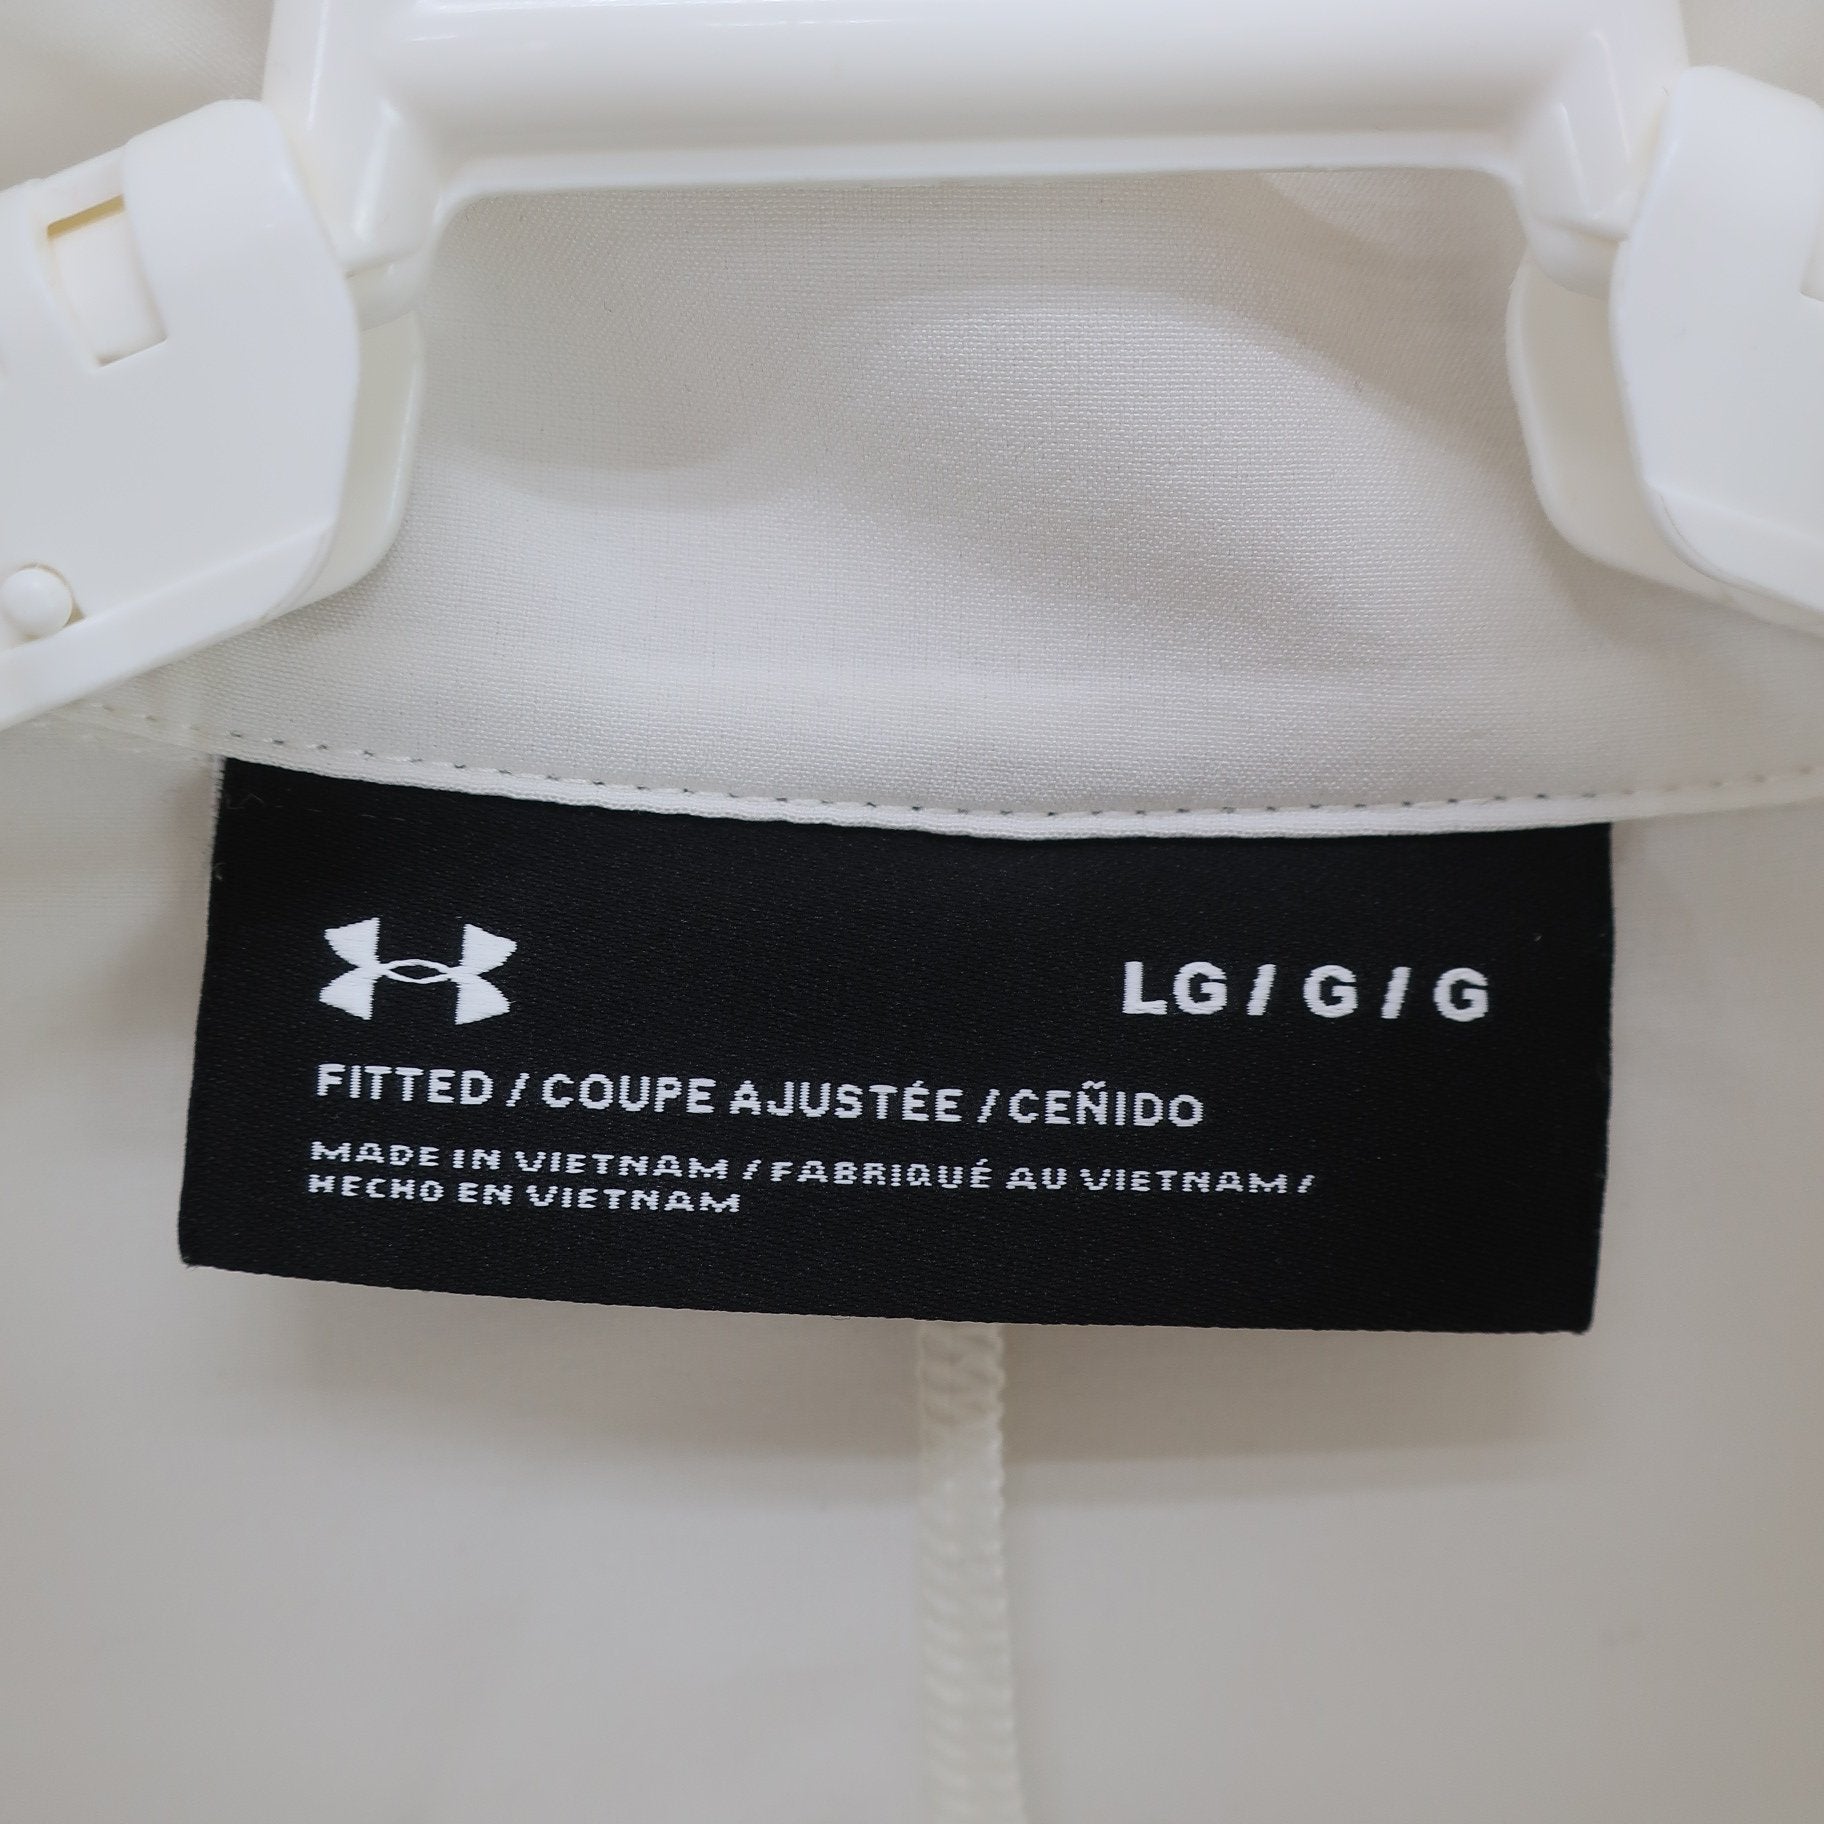 LG / G / G
FITTED / COUPE AJUSTÉE / CEÑIDO
MADE IN VIETNAM / FABRIQUÉ AU VIETNAM /
HECHO EN VIETNAM